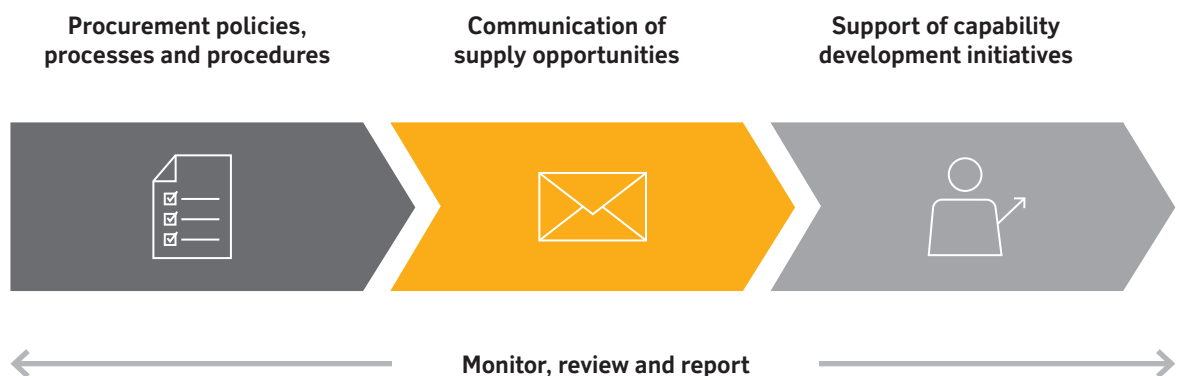 Procurement policies,
processes and procedures
Communication of
supply opportunities
Support of capability
development initiatives
Monitor, review and report